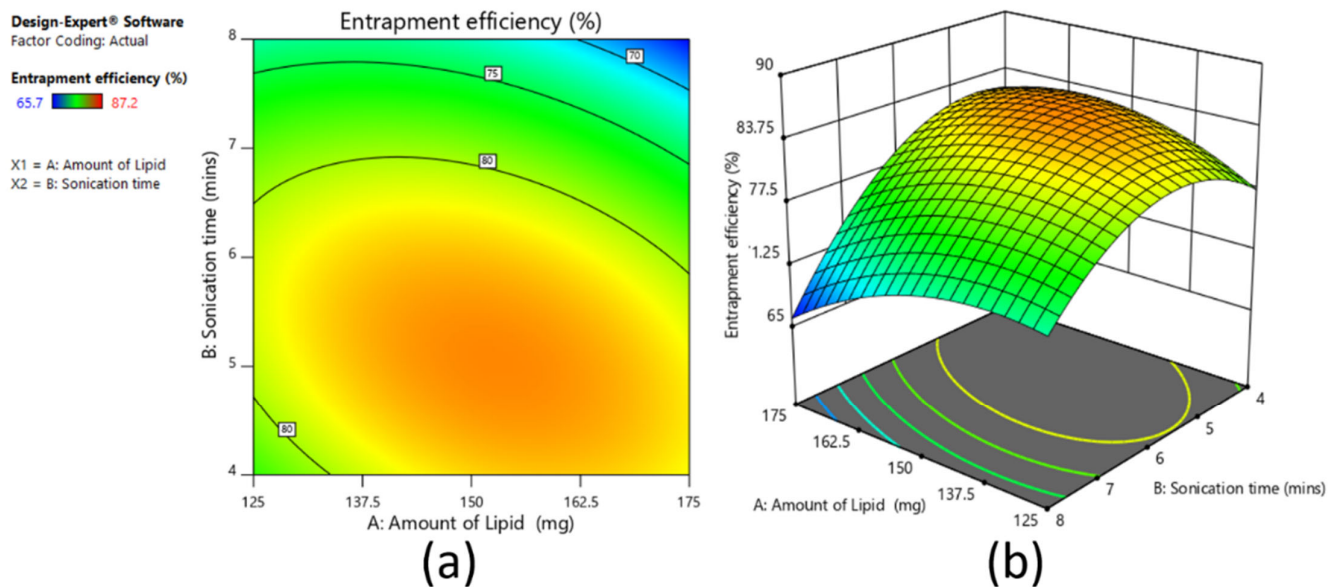 Design-Expert® Software
Factor Coding: Actual
Entrapment efficiency (%)
65.7 87.2
X1 = A: Amount of Lipid
X2 = B: Sonication time
Entrapment efficiency (%)
B: Sonication time (mins)
8
7
6
5
4
70
75
80
80
125 137.5 150 162.5 175
A: Amount of Lipid (mg)
(a)
Entrapment efficiency (%)
90
83.75
77.5
1.25
65
175
162.5
150
137.5
125
A: Amount of Lipid (mg)
8
7
6
5
4
B: Sonication time (mins)
(b)